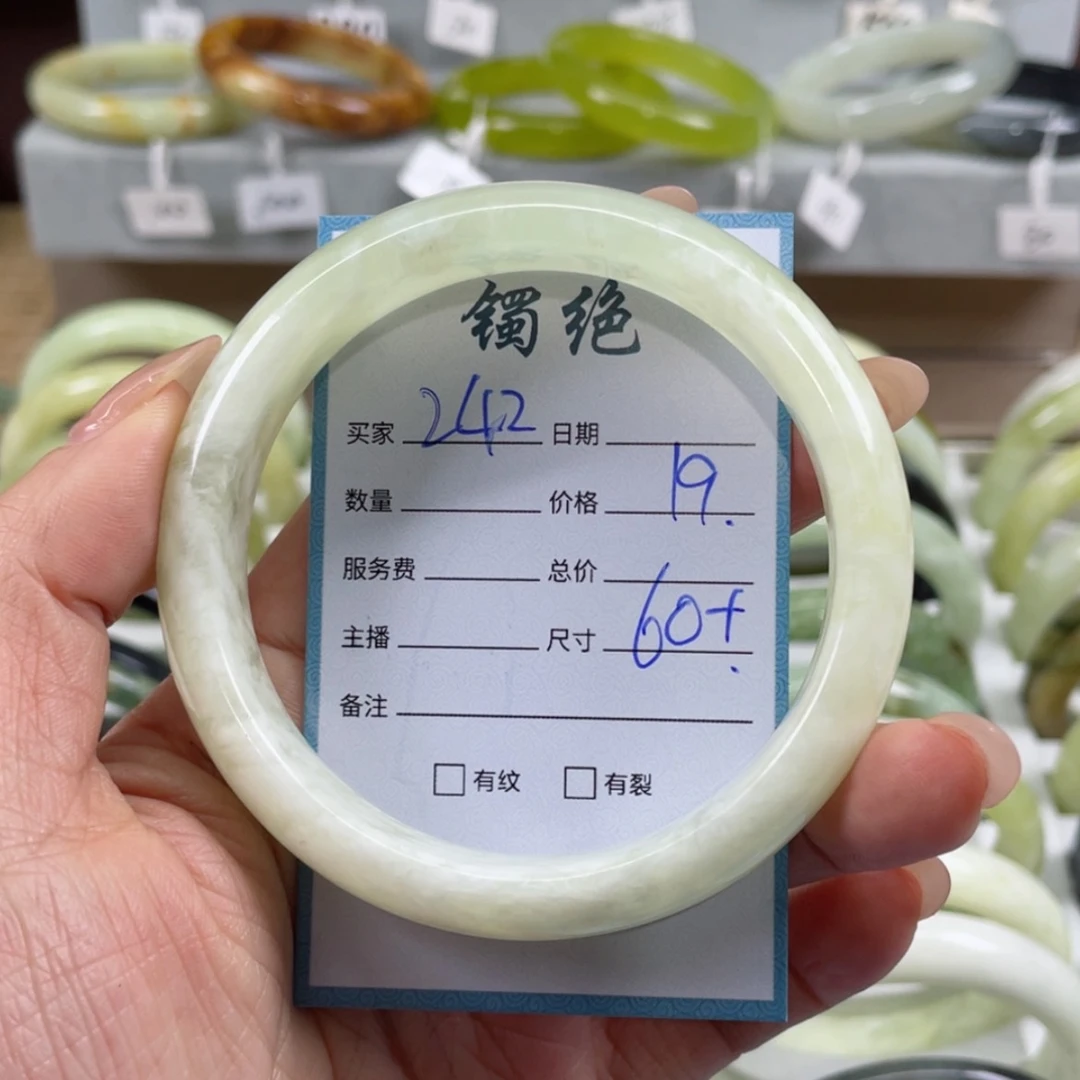 镯绝
买家 242 日期
数量 价格 19.
服务费 总价
主播 尺寸 60+.
备注
□ 有纹 □ 有裂